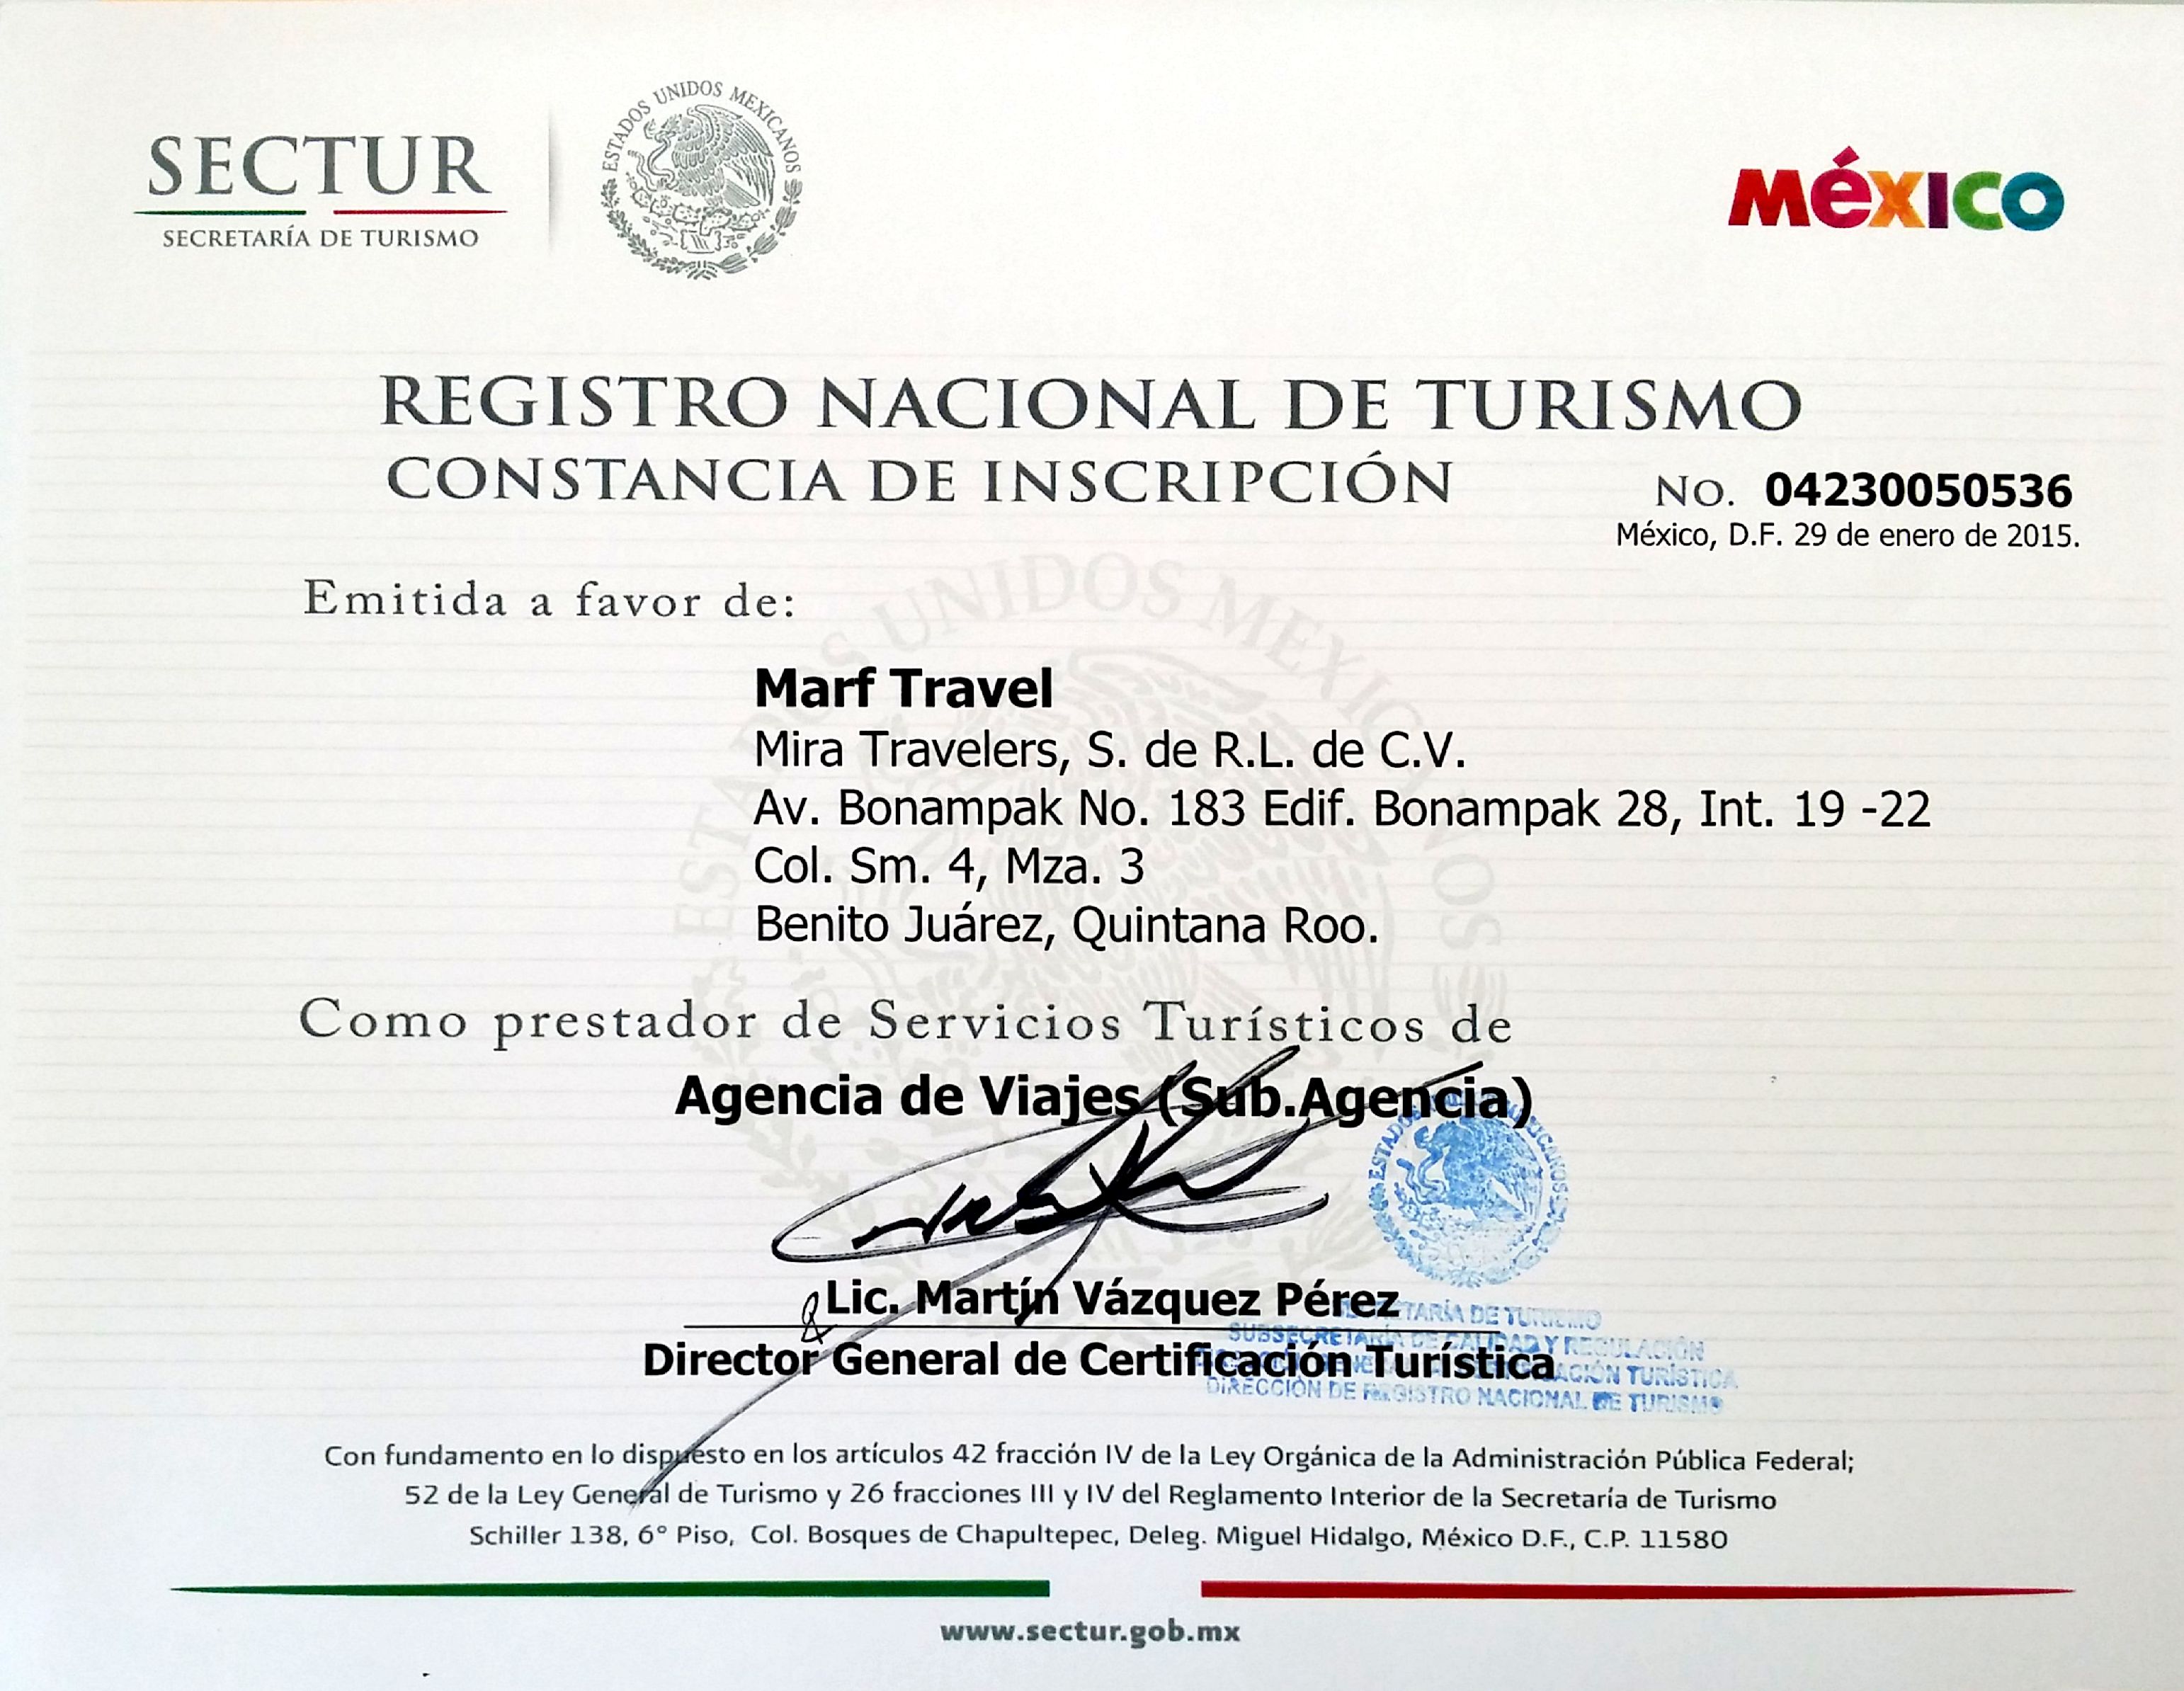 SECTUR
SECRETARÍA DE TURISMO
ESTADOS UNIDOS MEXICANOS
MéXICO
REGISTRO NACIONAL DE TURISMO
CONSTANCIA DE INSCRIPCIÓN
No. 04230050536
México, D.F. 29 de enero de 2015.
Emitida a favor de:
ESTADOS UNIDOS MEXICANOS
Marf Travel
Mira Travelers, S. de R.L. de C.V.
Av. Bonampak No. 183 Edif. Bonampak 28, Int. 19 -22
Col. Sm. 4, Mza. 3
Benito Juárez, Quintana Roo.
Como prestador de Servicios Turísticos de
Agencia de Viajes (Sub.Agencia)
ESTADOS UNIDOS MEXICANOS
Lic. Martín Vázquez Pérez
SECRETARÍA DE TURISMO
SUBSECRETARÍA DE CALIDAD Y REGULACIÓN
Director General de Certificación Turística
DIRECCIÓN GENERAL DE CERTIFICACIÓN TURÍSTICA
DIRECCIÓN DE REGISTRO NACIONAL DE TURISMO
Con fundamento en lo dispuesto en los artículos 42 fracción IV de la Ley Orgánica de la Administración Pública Federal;
52 de la Ley General de Turismo y 26 fracciones III y IV del Reglamento Interior de la Secretaría de Turismo
Schiller 138, 6° Piso, Col. Bosques de Chapultepec, Deleg. Miguel Hidalgo, México D.F., C.P. 11580
www.sectur.gob.mx